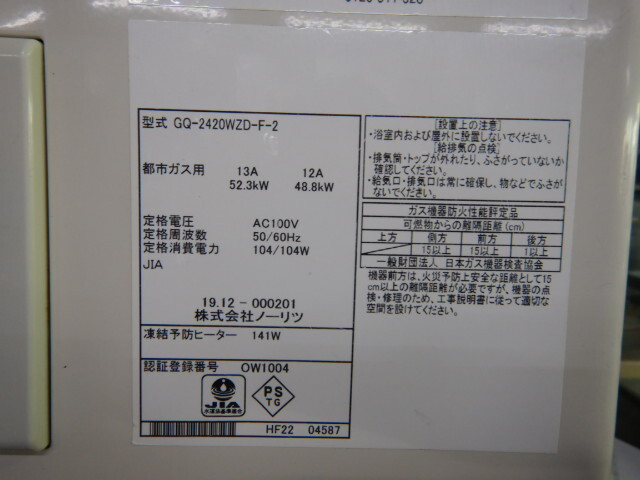 型式 GQ-2420WZD-F-2
都市ガス用 13A 12A
52.3kW 48.8kW
定格電圧 AC100V
定格周波数 50/60Hz
定格消費電力 104/104W
JIA
19.12-000201
株式会社ノーリツ
凍結予防ヒーター 141W
認証登録番号 OW1004
JIA
PS
TG
HF22 04587
[設置上の注意]
・浴室内および屋外に設置しないでください。
[給排気の点検]
・排気筒・トップが外れたり、ふさがっていないか
確認してください。
・給気口・排気口は常に確保し、物などでふさが
ないでください。
ガス機器防火性能評定品
可燃物からの離隔距離(cm)
上方 側方 前方 後方
15以上 15以上 1以上
一般財団法人 日本ガス機器検査協会
機器前方は、火災予防上安全な距離として15
cm以上の離隔距離が必要ですが、機器の点
検・修理のため、工事説明書に従って適切な
空間を設けてください。